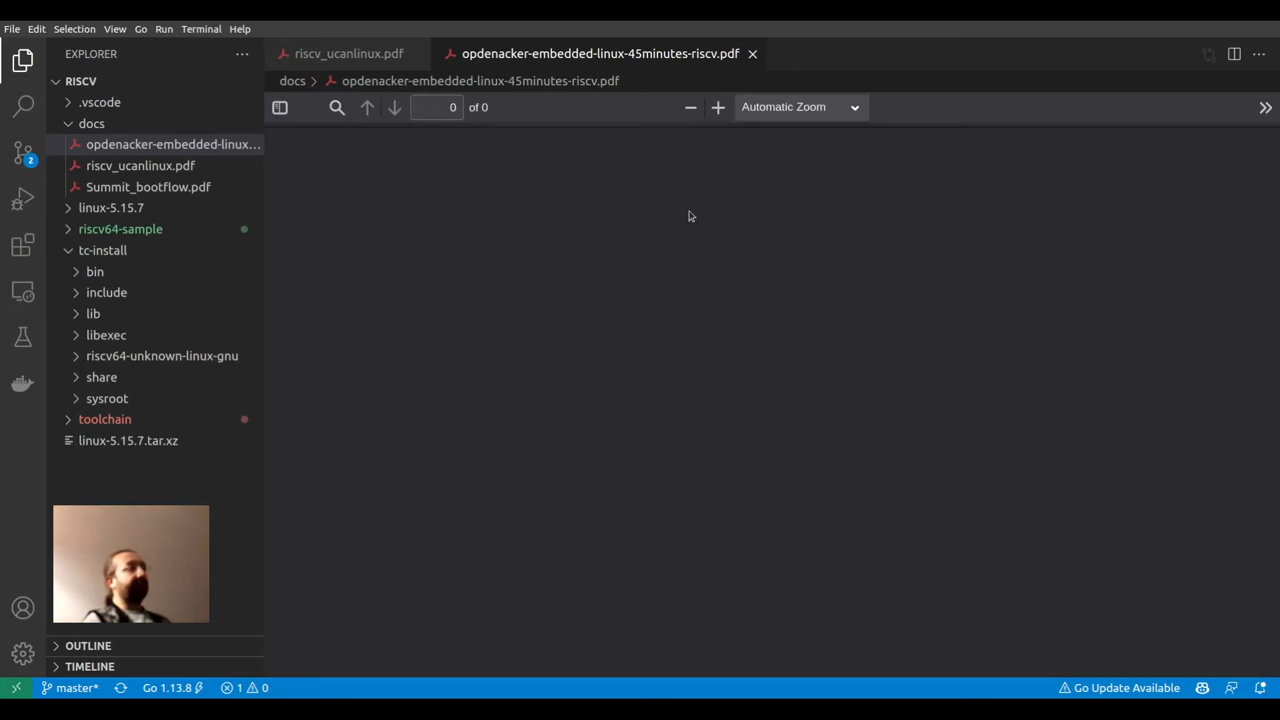 File Edit Selection View Go Run Terminal Help
EXPLORER
riscv_ucanlinux.pdf
opdenacker-embedded-linux-45minutes-riscv.pdf
docs
opdenacker-embedded-linux-45minutes-riscv.pdf
0 of 0
Automatic Zoom
RISCV
.vscode
docs
opdenacker-embedded-linux...
riscv_ucanlinux.pdf
Summit_bootflow.pdf
linux-5.15.7
riscv64-sample
tc-install
bin
include
lib
libexec
riscv64-unknown-linux-gnu
share
sysroot
toolchain
linux-5.15.7.tar.xz
2
OUTLINE
TIMELINE
master* Go 1.13.8 1 0 Go Update Available